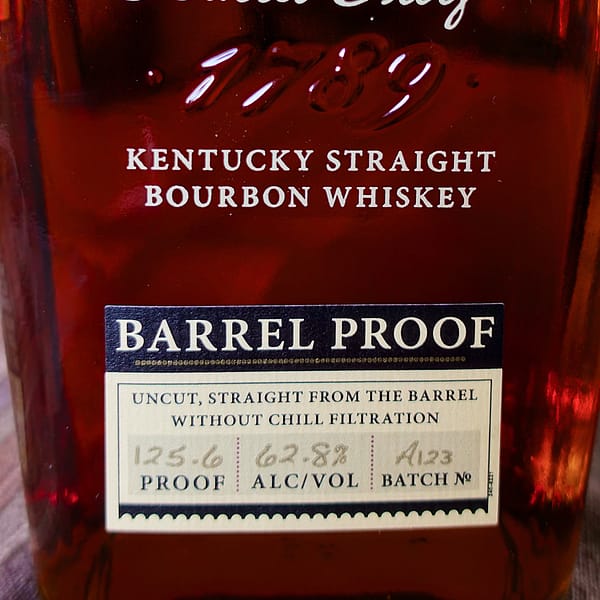 1789
KENTUCKY STRAIGHT
BOURBON WHISKEY
BARREL PROOF
UNCUT, STRAIGHT FROM THE BARREL
WITHOUT CHILL FILTRATION
125.6 62.8% A123
PROOF ALC/VOL BATCH Nº